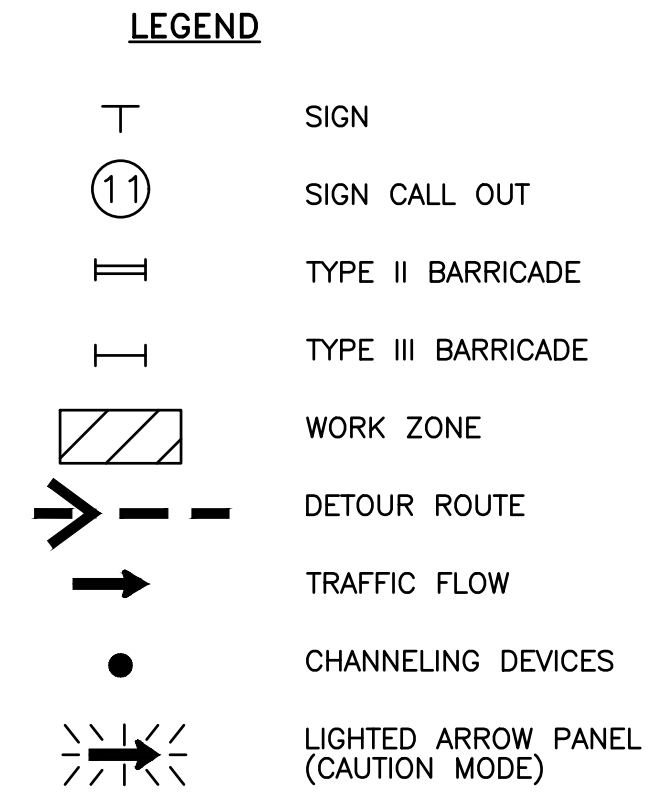 LEGEND
SIGN
11 SIGN CALL OUT
TYPE II BARRICADE
TYPE III BARRICADE
WORK ZONE
DETOUR ROUTE
TRAFFIC FLOW
CHANNELING DEVICES
LIGHTED ARROW PANEL
(CAUTION MODE)